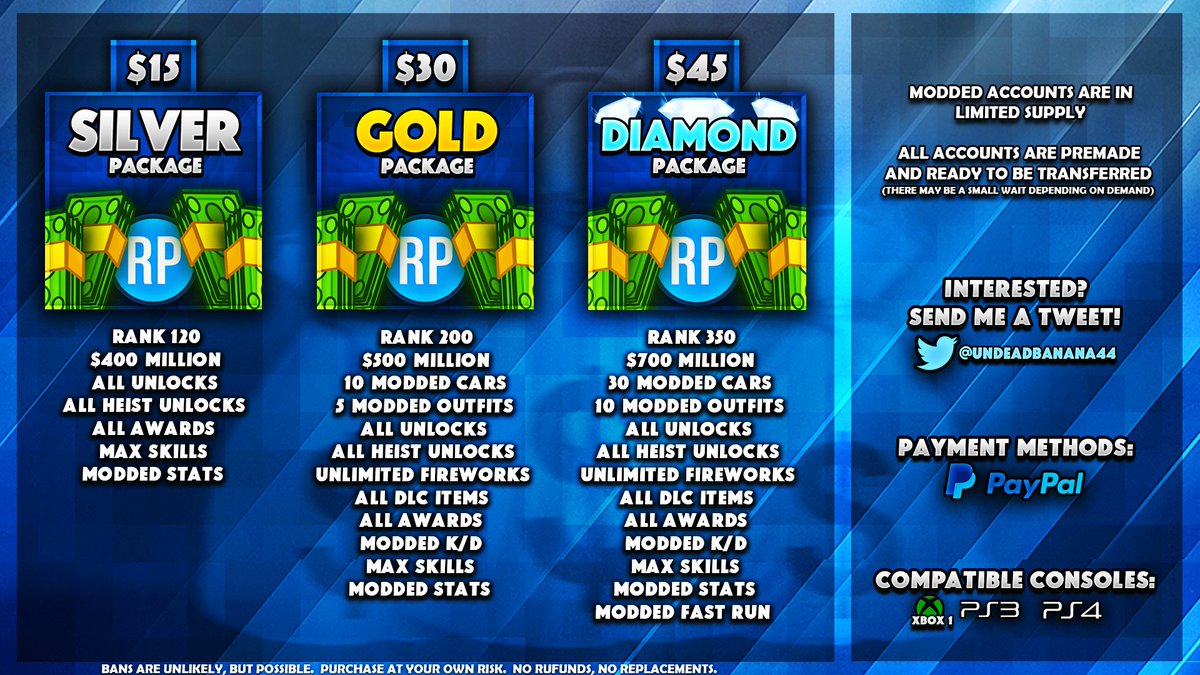 $15
SILVER
PACKAGE
RP
RANK 120
$400 MILLION
ALL UNLOCKS
ALL HEIST UNLOCKS
ALL AWARDS
MAX SKILLS
MODDED STATS
$30
GOLD
PACKAGE
RP
RANK 200
$500 MILLION
10 MODDED CARS
5 MODDED OUTFITS
ALL UNLOCKS
ALL HEIST UNLOCKS
UNLIMITED FIREWORKS
ALL DLC ITEMS
ALL AWARDS
MODDED K/D
MAX SKILLS
MODDED STATS
$45
DIAMOND
PACKAGE
RP
RANK 350
$700 MILLION
30 MODDED CARS
10 MODDED OUTFITS
ALL UNLOCKS
ALL HEIST UNLOCKS
UNLIMITED FIREWORKS
ALL DLC ITEMS
ALL AWARDS
MODDED K/D
MAX SKILLS
MODDED STATS
MODDED FAST RUN
BANS ARE UNLIKELY, BUT POSSIBLE. PURCHASE AT YOUR OWN RISK. NO RUFUNDS, NO REPLACEMENTS.
MODDED ACCOUNTS ARE IN
LIMITED SUPPLY
ALL ACCOUNTS ARE PREMADE
AND READY TO BE TRANSFERRED
(THERE MAY BE A SMALL WAIT DEPENDING ON DEMAND)
INTERESTED?
SEND ME A TWEET!
@UNDEADBANANA44
PAYMENT METHODS:
PayPal
COMPATIBLE CONSOLES:
XBOX 1 PS3 PS4